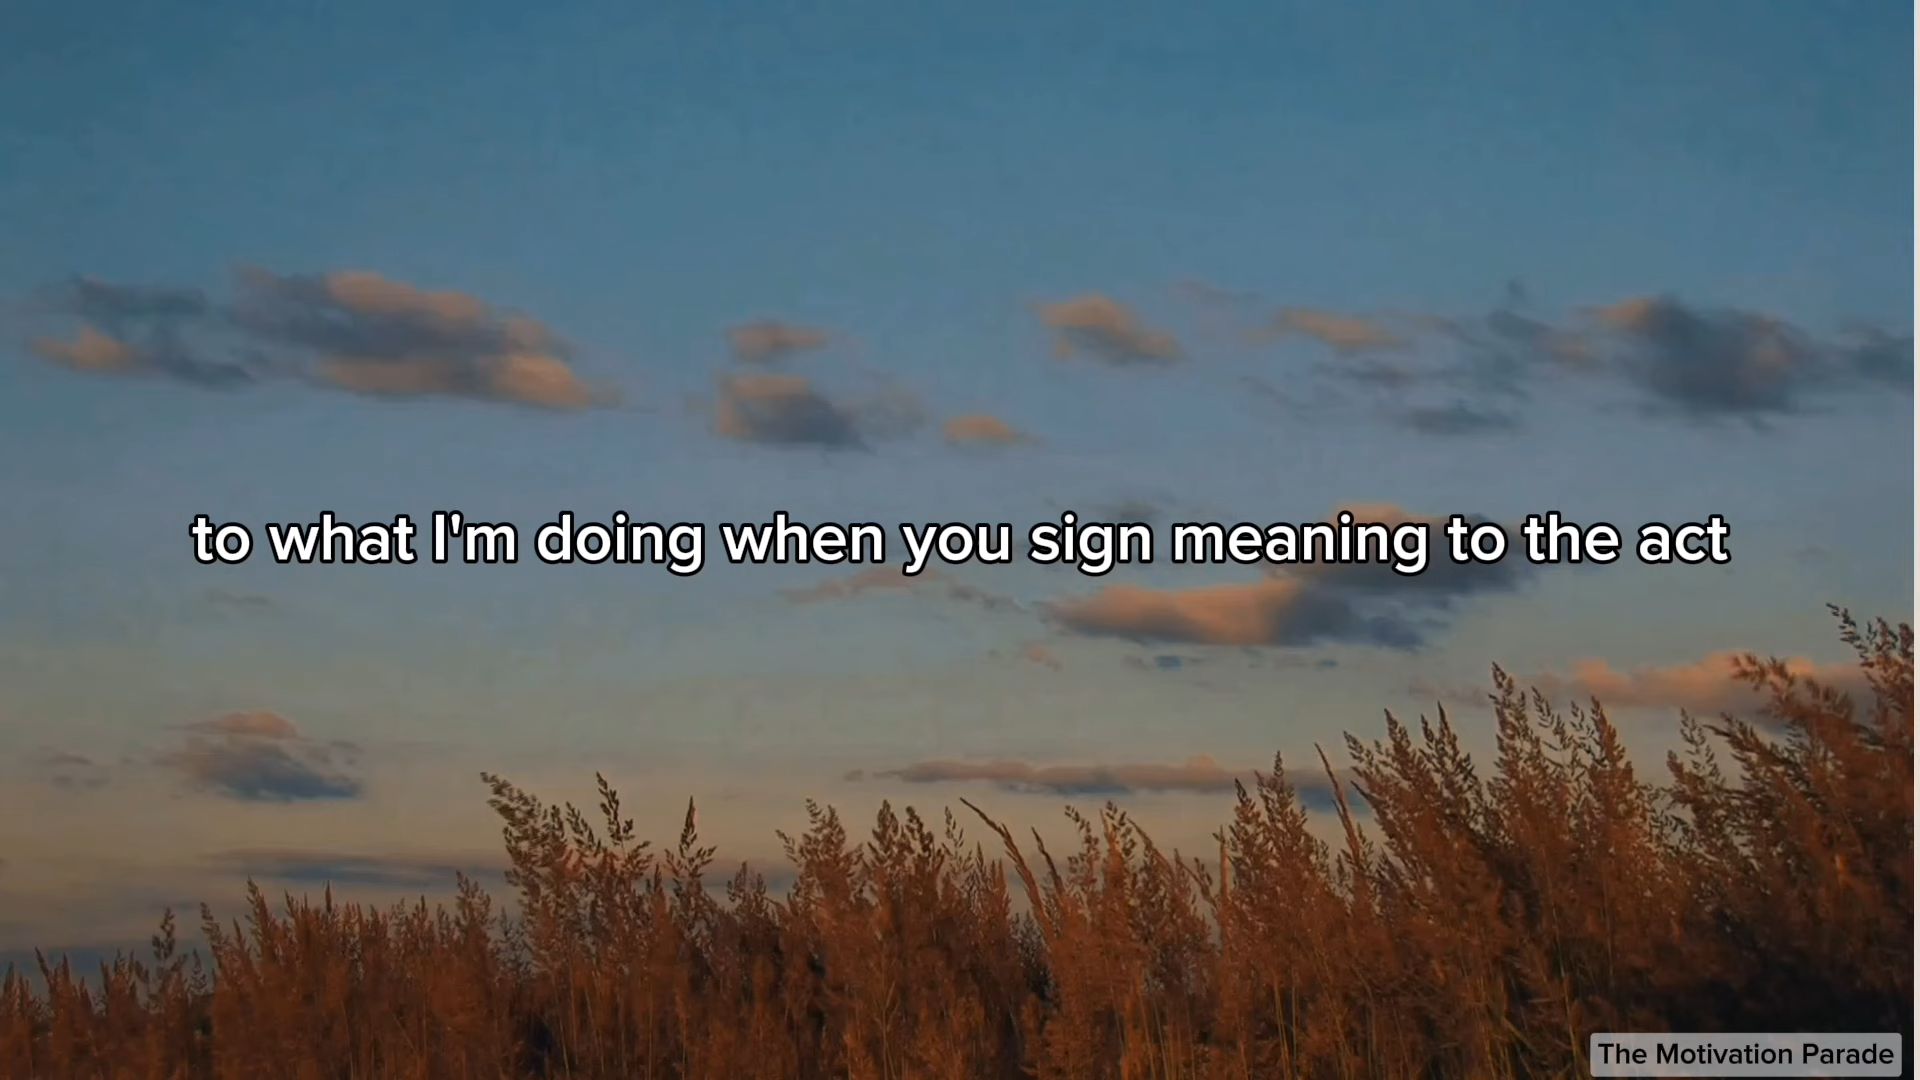 to what I'm doing when you sign meaning to the act
The Motivation Parade